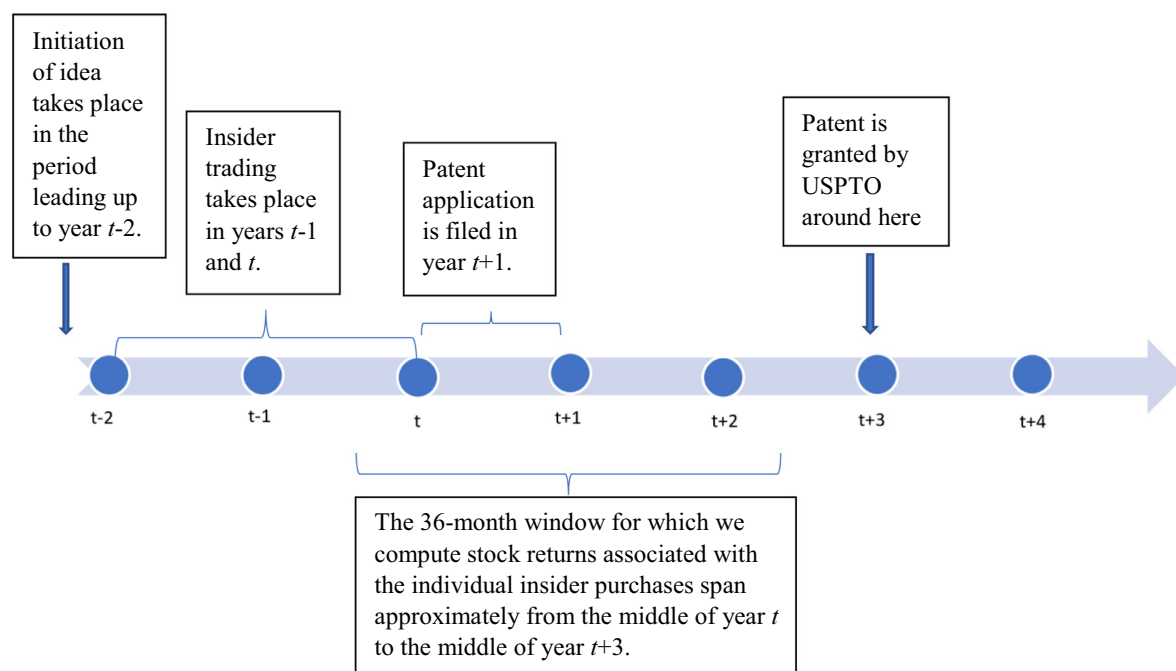 Initiation
of idea
takes place
in the
period
leading up
to year t-2.
Insider
trading
takes place
in years t-1
and t.
Patent
application
is filed in
year t+1.
Patent is
granted by
USPTO
around here
t-2
t-1
t
t+1
t+2
t+3
t+4
The 36-month window for which we
compute stock returns associated with
the individual insider purchases span
approximately from the middle of year t
to the middle of year t+3.